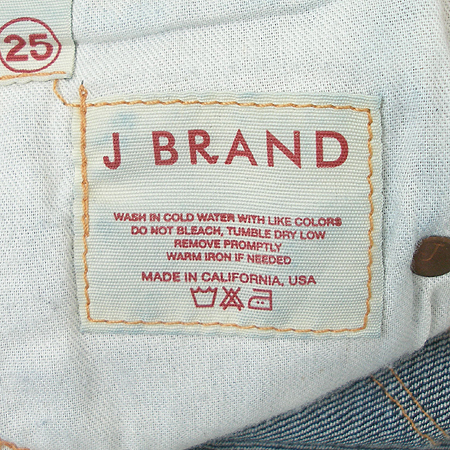 25
J BRAND
WASH IN COLD WATER WITH LIKE COLORS
DO NOT BLEACH, TUMBLE DRY LOW
REMOVE PROMPTLY
WARM IRON IF NEEDED
MADE IN CALIFORNIA, USA